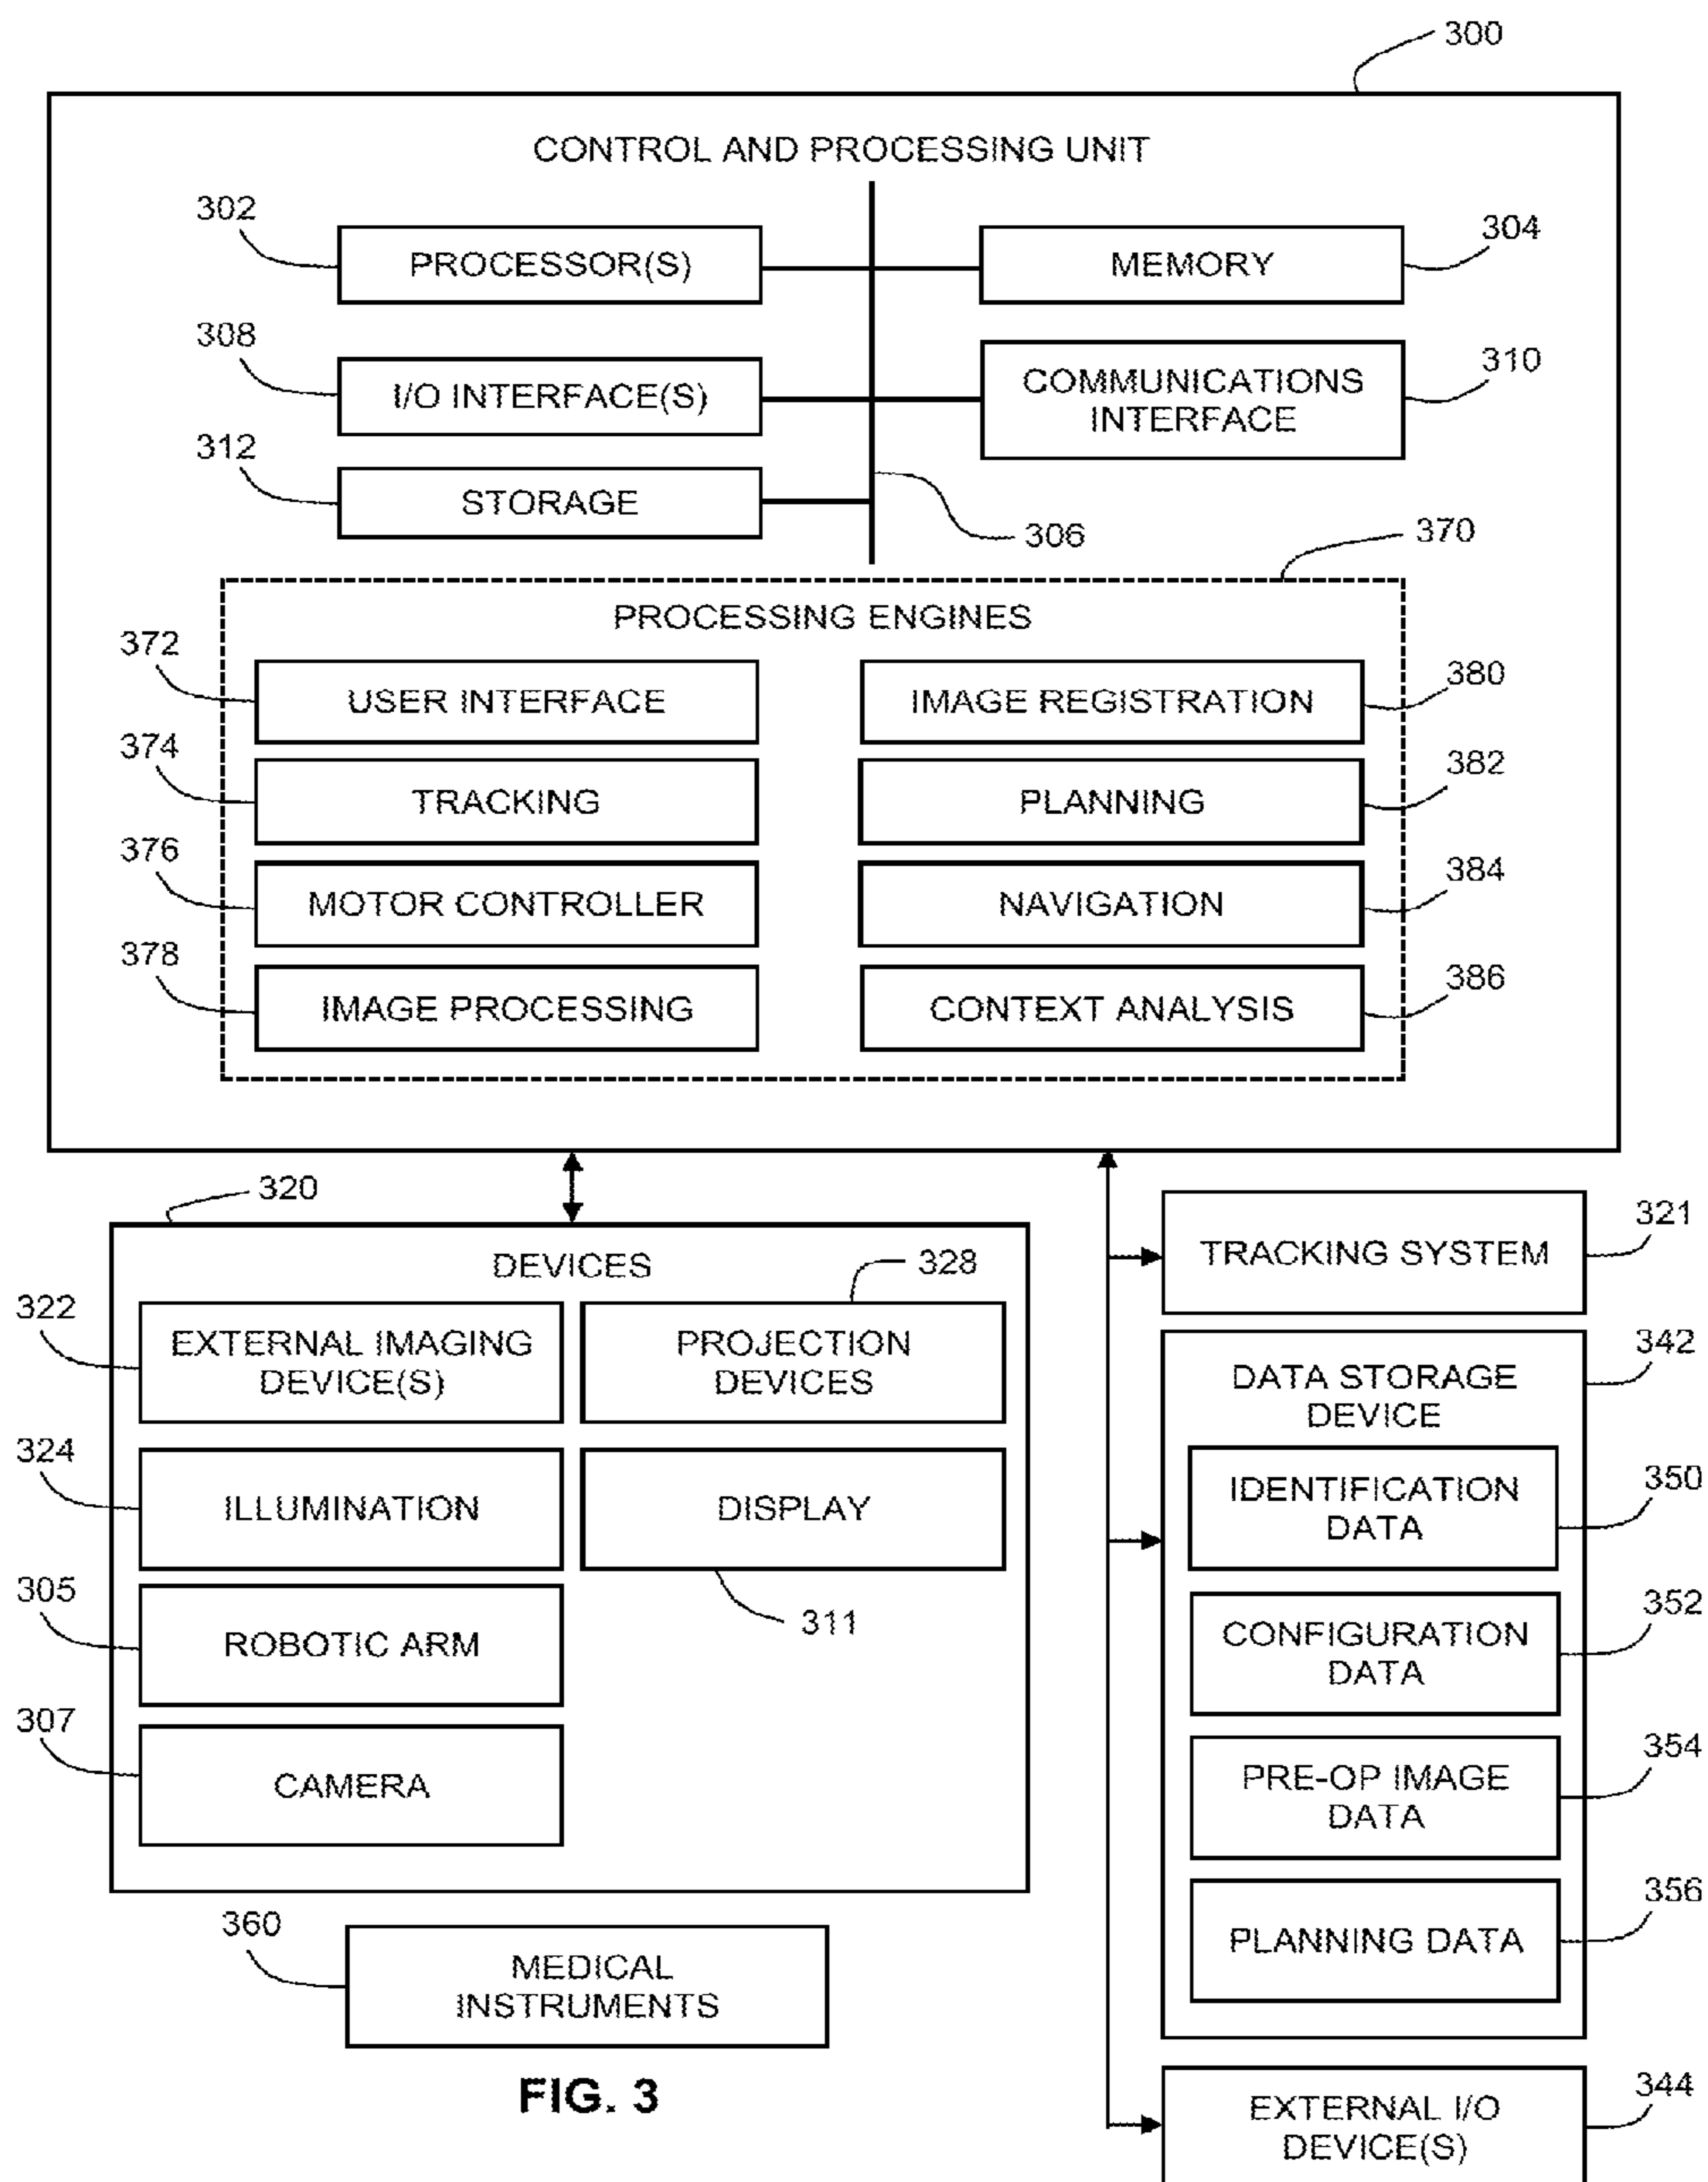 300
CONTROL AND PROCESSING UNIT
302
PROCESSOR(S)
MEMORY
304
308
I/O INTERFACE(S)
COMMUNICATIONS
INTERFACE
310
312
STORAGE
306
370
PROCESSING ENGINES
372
USER INTERFACE
IMAGE REGISTRATION
380
374
TRACKING
PLANNING
382
376
MOTOR CONTROLLER
NAVIGATION
384
378
IMAGE PROCESSING
CONTEXT ANALYSIS
386
320
DEVICES
322
EXTERNAL IMAGING
DEVICE(S)
PROJECTION
DEVICES
328
324
ILLUMINATION
DISPLAY
311
305
ROBOTIC ARM
307
CAMERA
360
MEDICAL
INSTRUMENTS
TRACKING SYSTEM
321
342
DATA STORAGE
DEVICE
IDENTIFICATION
DATA
350
CONFIGURATION
DATA
352
PRE-OP IMAGE
DATA
354
PLANNING DATA
356
EXTERNAL I/O
DEVICE(S)
344
FIG. 3